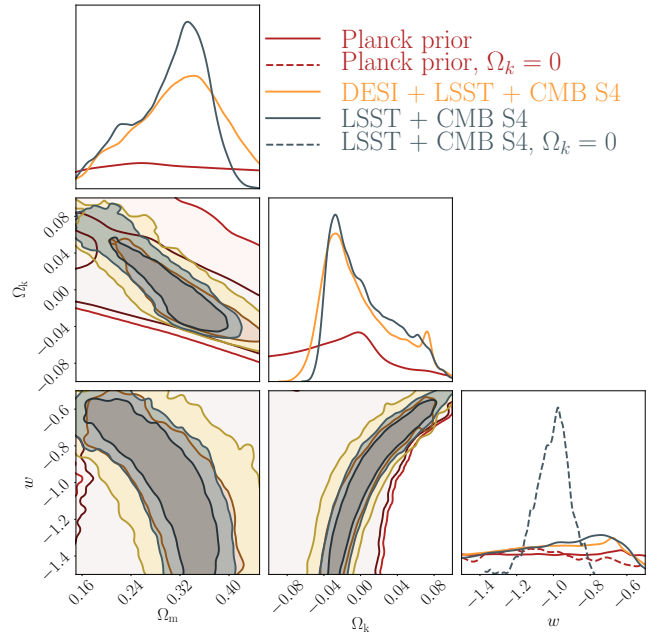 Planck prior
Planck prior, Ωk = 0
DESI + LSST + CMB S4
LSST + CMB S4
LSST + CMB S4, Ωk = 0
0.08
0.04
0.00
−0.04
−0.08
Ωk
−0.6
−0.8
−1.0
−1.2
−1.4
w
0.16
0.24
0.32
0.40
Ωm
−0.08
−0.04
0.00
0.04
0.08
Ωk
−1.4
−1.2
−1.0
−0.8
−0.6
w